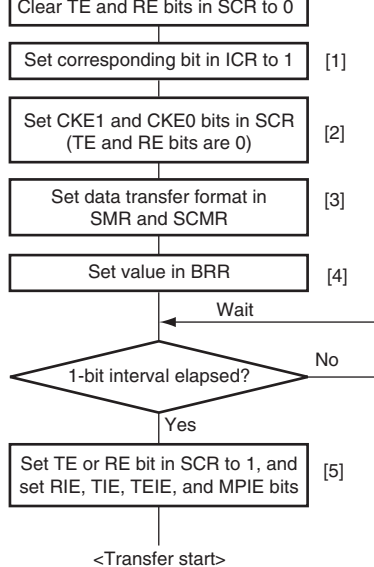 Clear TE and RE bits in SCR to 0
Set corresponding bit in ICR to 1
[1]
Set CKE1 and CKE0 bits in SCR
(TE and RE bits are 0)
[2]
Set data transfer format in
SMR and SCMR
[3]
Set value in BRR
[4]
Wait
1-bit interval elapsed?
No
Yes
Set TE or RE bit in SCR to 1, and
set RIE, TIE, TEIE, and MPIE bits
[5]
<Transfer start>